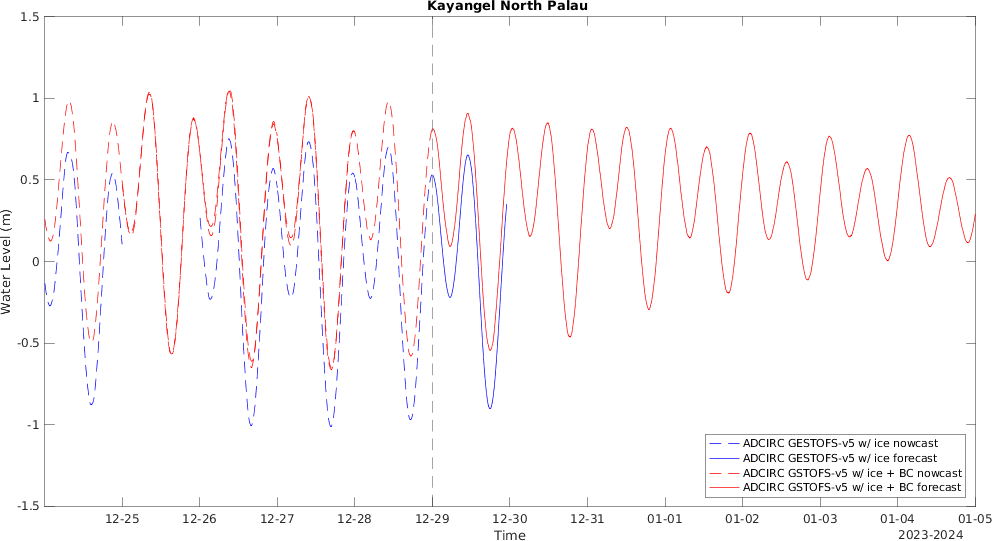 Kayangel North Palau
1.5
1
0.5
0
-0.5
-1
-1.5
Water Level (m)
12-25 12-26 12-27 12-28 12-29 12-30 12-31 01-01 01-02 01-03 01-04 01-05
Time
2023-2024
ADCIRC GESTOFS-v5 w/ ice nowcast
ADCIRC GESTOFS-v5 w/ ice forecast
ADCIRC GSTOFS-v5 w/ ice + BC nowcast
ADCIRC GSTOFS-v5 w/ ice + BC forecast